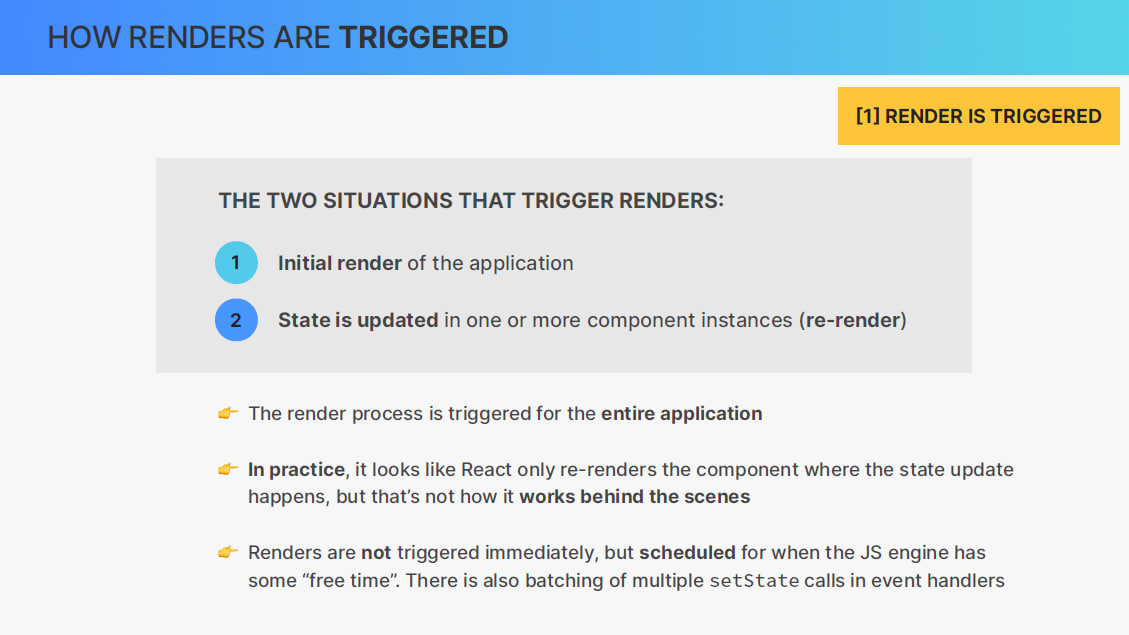 HOW RENDERS ARE TRIGGERED
[1] RENDER IS TRIGGERED
THE TWO SITUATIONS THAT TRIGGER RENDERS:
1 Initial render of the application
2 State is updated in one or more component instances (re-render)
👉 The render process is triggered for the entire application
👉 In practice, it looks like React only re-renders the component where the state update
happens, but that’s not how it works behind the scenes
👉 Renders are not triggered immediately, but scheduled for when the JS engine has
some “free time”. There is also batching of multiple setState calls in event handlers